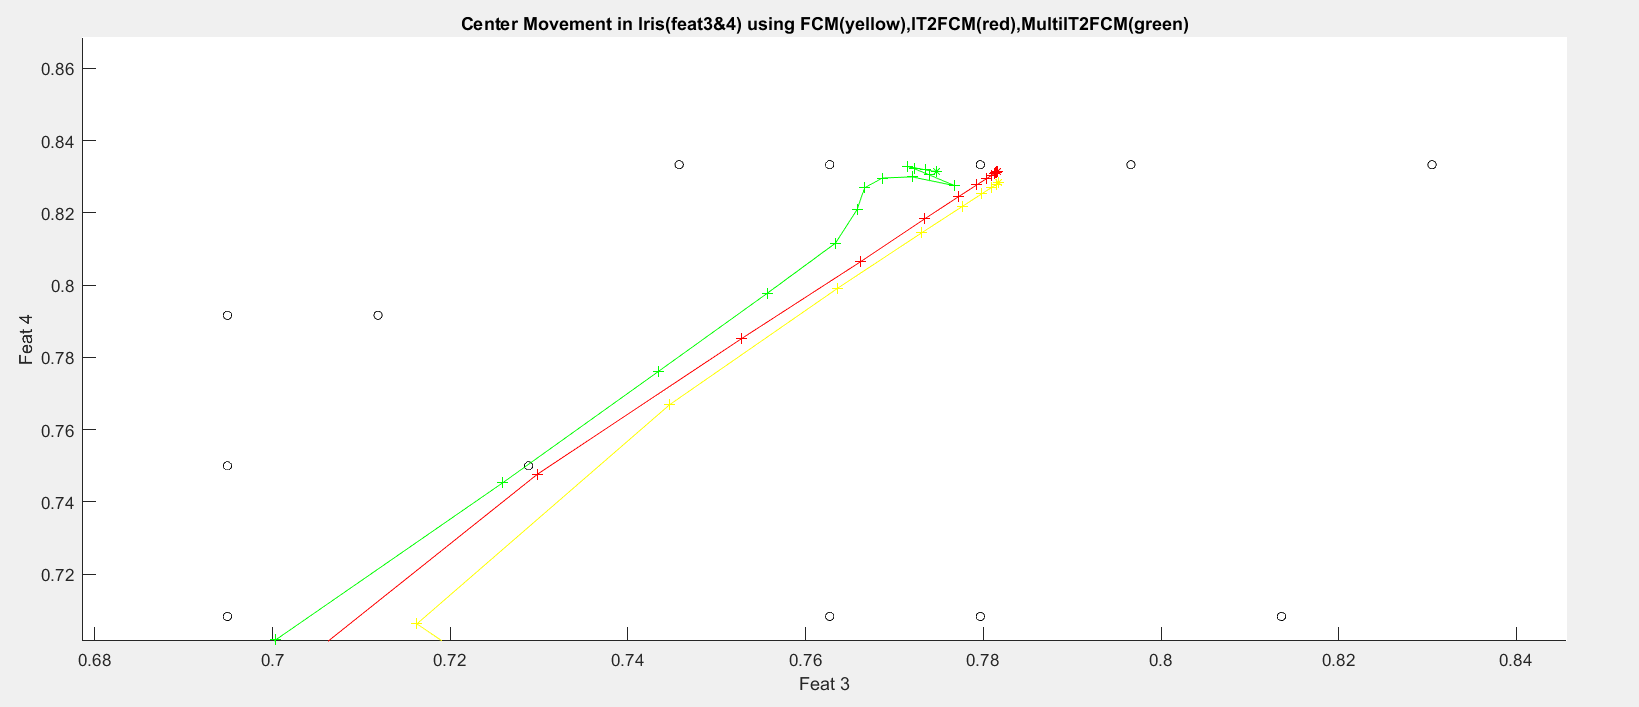 Center Movement in Iris(feat3&4) using FCM(yellow),IT2FCM(red),MultiIT2FCM(green)
0.86
0.84
0.82
0.8
0.78
0.76
0.74
0.72
Feat 4
0.68 0.7 0.72 0.74 0.76 0.78 0.8 0.82 0.84
Feat 3